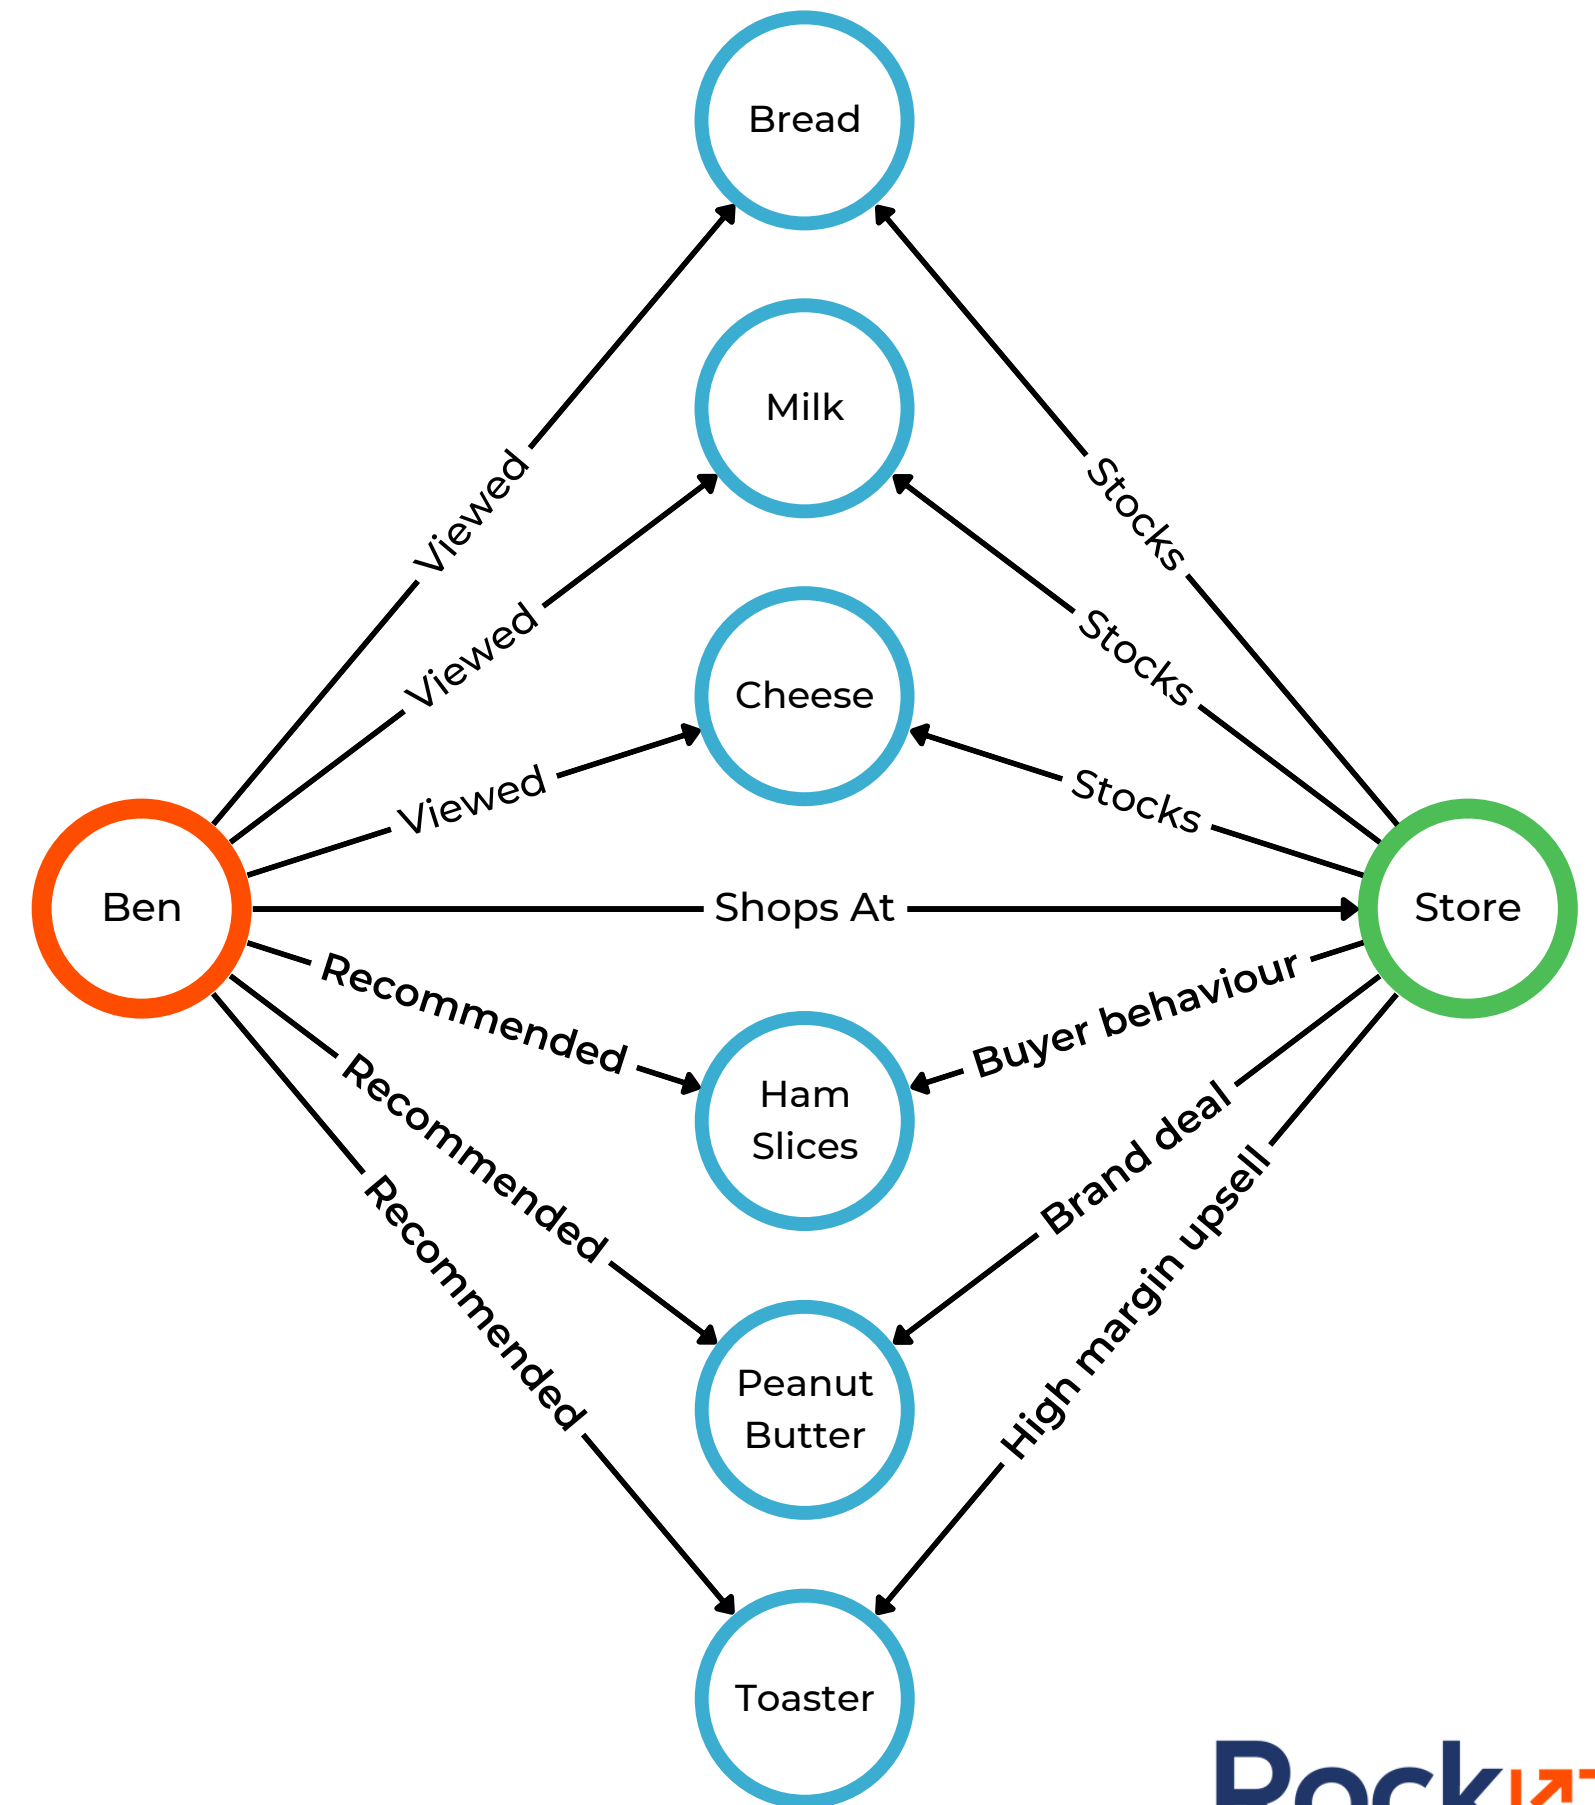 Bread
Milk
Viewed
Stocks
Viewed
Stocks
Cheese
Viewed
Stocks
Ben
Shops At
Store
Recommended
Buyer behaviour
Ham
Slices
Recommended
Brand deal
Peanut
Butter
Recommended
High margin upsell
Toaster
Rock